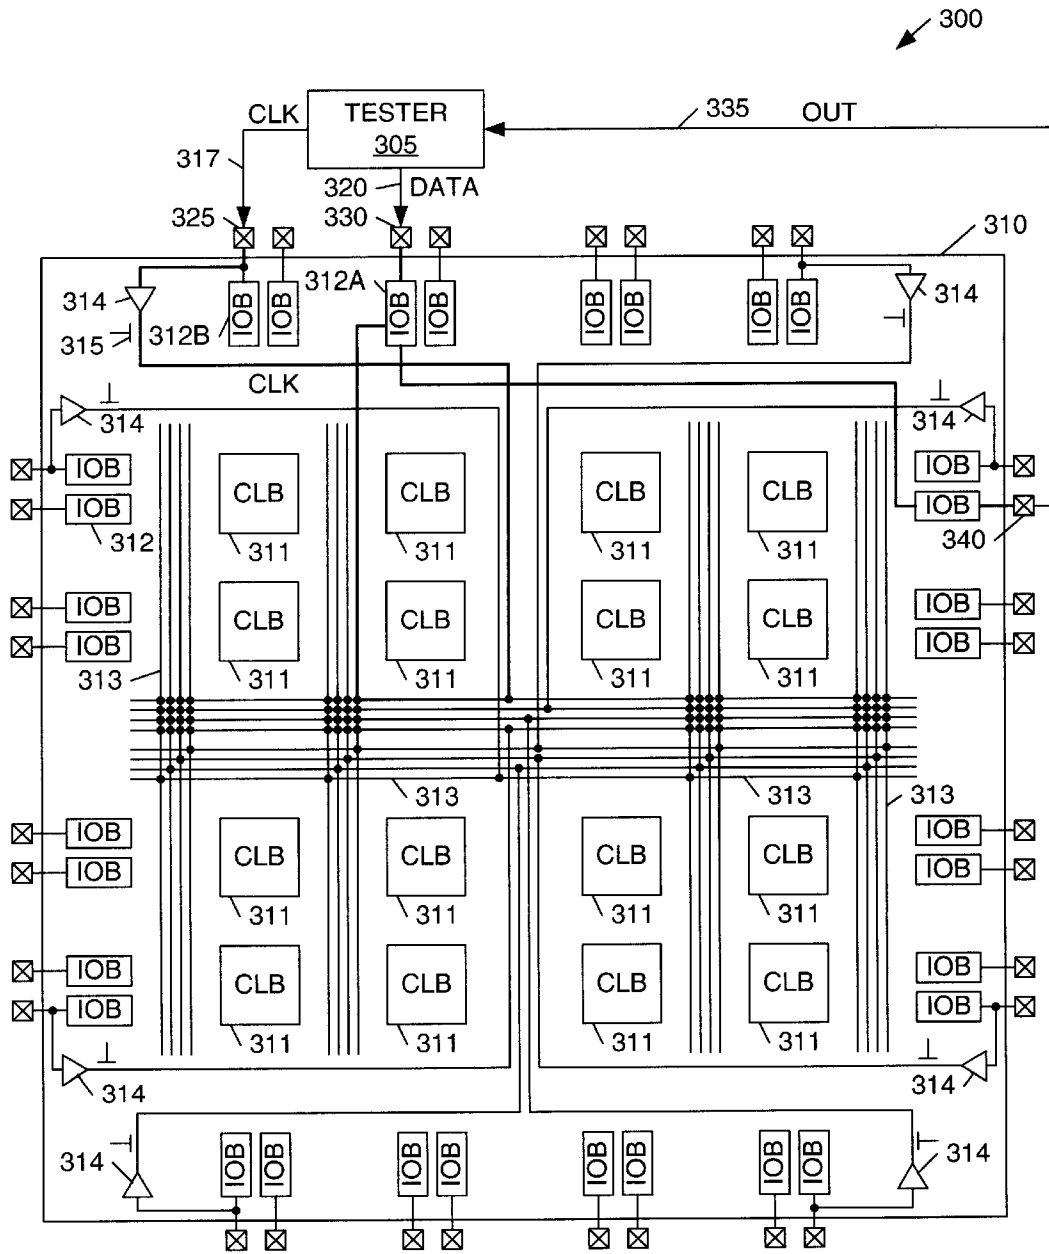 300
CLK
TESTER
305
335
OUT
317
320
DATA
325
330
310
312A
314
IOB
IOB
IOB
IOB
IOB
IOB
IOB
IOB
314
312B
315
CLK
314
314
IOB
CLB
CLB
CLB
CLB
IOB
IOB
IOB
312
311
311
311
311
340
IOB
CLB
CLB
CLB
CLB
IOB
IOB
IOB
313
311
311
311
311
313
313
313
IOB
CLB
CLB
CLB
CLB
IOB
IOB
IOB
311
311
311
311
IOB
CLB
CLB
CLB
CLB
IOB
IOB
IOB
311
311
311
311
314
314
314
IOB
IOB
IOB
IOB
IOB
IOB
IOB
IOB
314